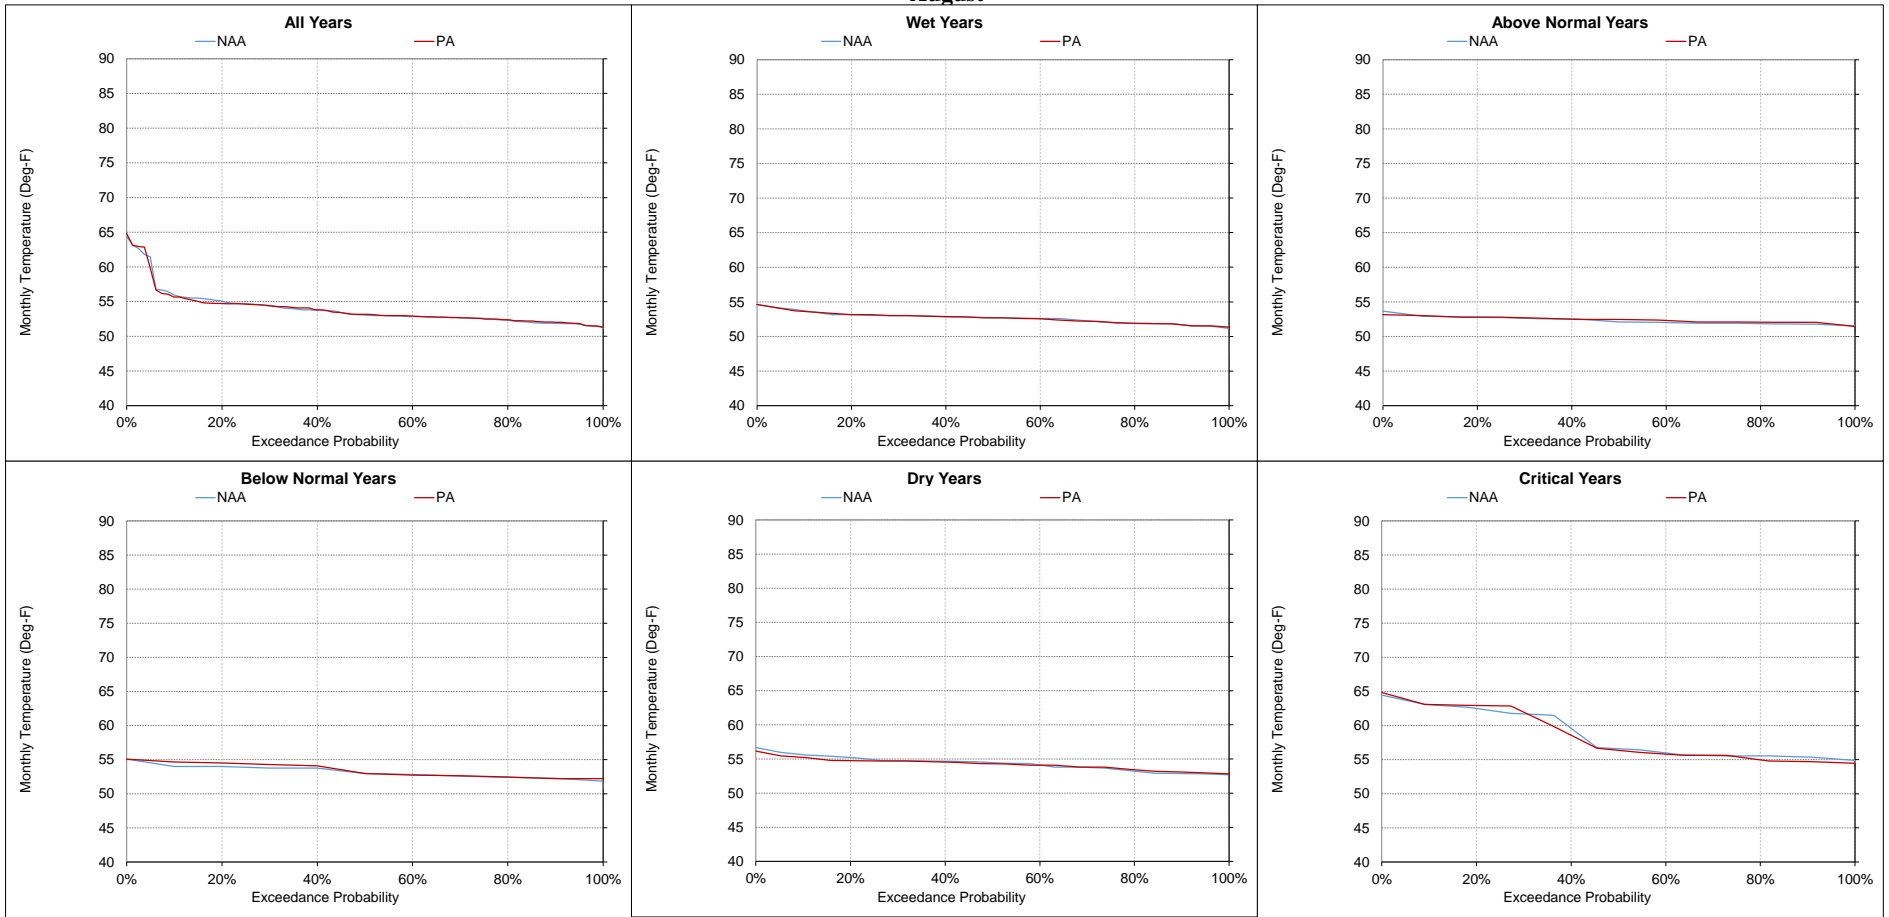 August
All Years
NAA PA
90
85
80
75
70
65
60
55
50
45
40
Monthly Temperature (Deg-F)
0% 20% 40% 60% 80% 100%
Exceedance Probability
Wet Years
NAA PA
90
85
80
75
70
65
60
55
50
45
40
Monthly Temperature (Deg-F)
0% 20% 40% 60% 80% 100%
Exceedance Probability
Above Normal Years
NAA PA
90
85
80
75
70
65
60
55
50
45
40
Monthly Temperature (Deg-F)
0% 20% 40% 60% 80% 100%
Exceedance Probability
Below Normal Years
NAA PA
90
85
80
75
70
65
60
55
50
45
40
Monthly Temperature (Deg-F)
0% 20% 40% 60% 80% 100%
Exceedance Probability
Dry Years
NAA PA
90
85
80
75
70
65
60
55
50
45
40
Monthly Temperature (Deg-F)
0% 20% 40% 60% 80% 100%
Exceedance Probability
Critical Years
NAA PA
90
85
80
75
70
65
60
55
50
45
40
Monthly Temperature (Deg-F)
0% 20% 40% 60% 80% 100%
Exceedance Probability